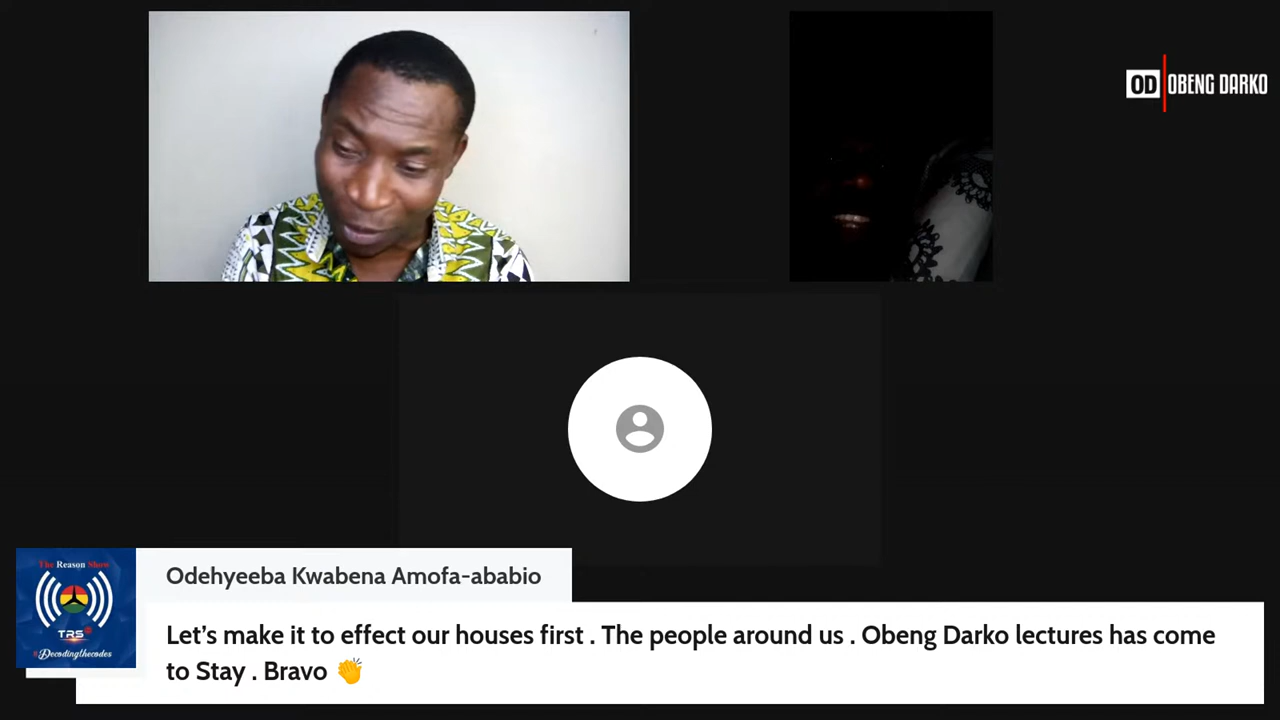 OD OBENG DARKO
The Reason Show
TRS
#Decodingthecodes
Odehyeeba Kwabena Amofa-ababio
Let's make it to effect our houses first . The people around us . Obeng Darko lectures has come
to Stay . Bravo 👏